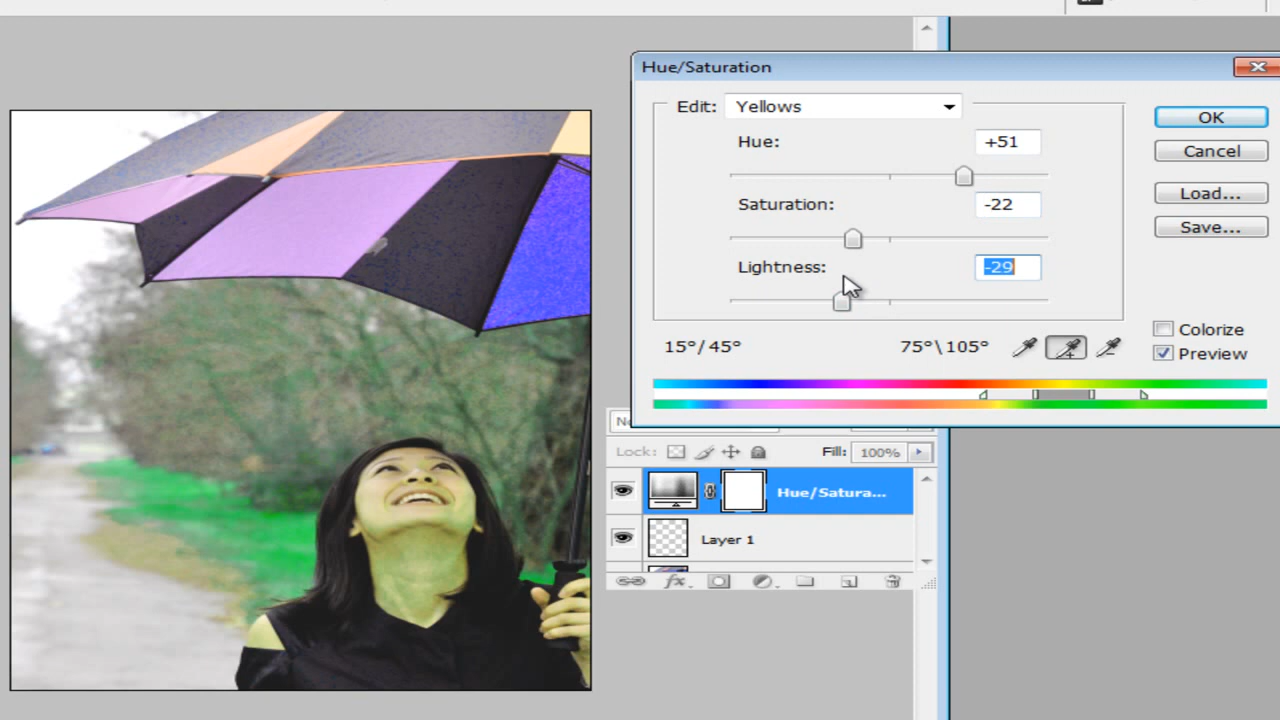 Hue/Saturation
Edit: Yellows
Hue: +51
Saturation: -22
Lightness: -29
OK
Cancel
Load...
Save...
15°/45° 75°\105°
Colorize
Preview
Lock: Fill: 100%
Hue/Satura...
Layer 1
fx